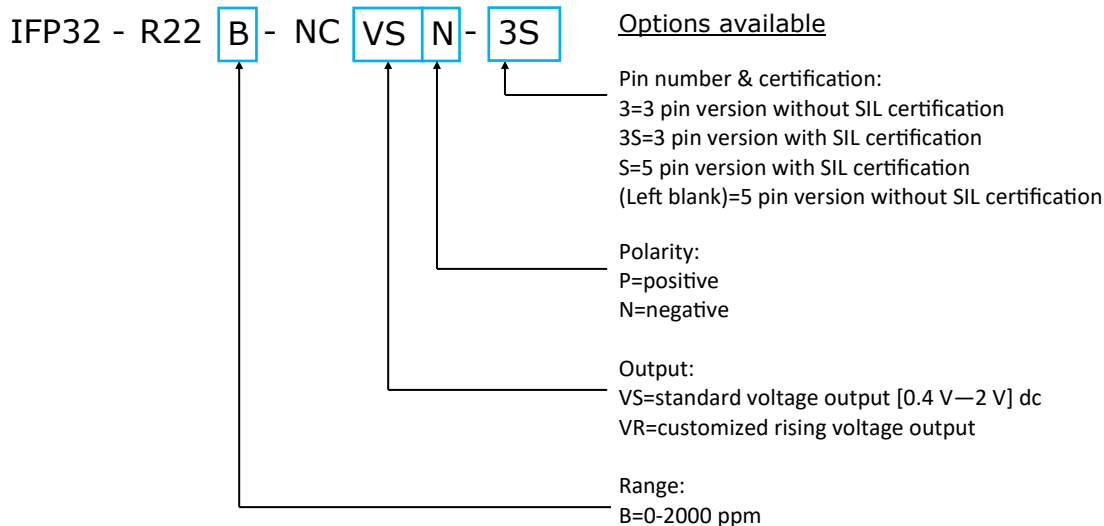 IFP32 - R22 B - NC VS N - 3S
Options available
Pin number & certification:
3=3 pin version without SIL certification
3S=3 pin version with SIL certification
S=5 pin version with SIL certification
(Left blank)=5 pin version without SIL certification
Polarity:
P=positive
N=negative
Output:
VS=standard voltage output [0.4 V—2 V] dc
VR=customized rising voltage output
Range:
B=0-2000 ppm